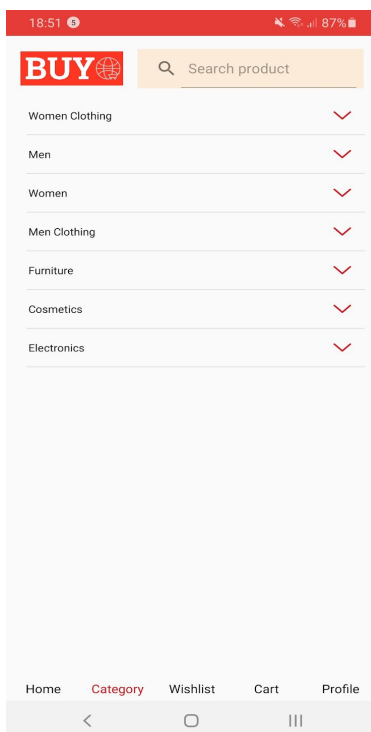 18:51 5 87%
BUY
Search product
Women Clothing
Men
Women
Men Clothing
Furniture
Cosmetics
Electronics
Home Category Wishlist Cart Profile